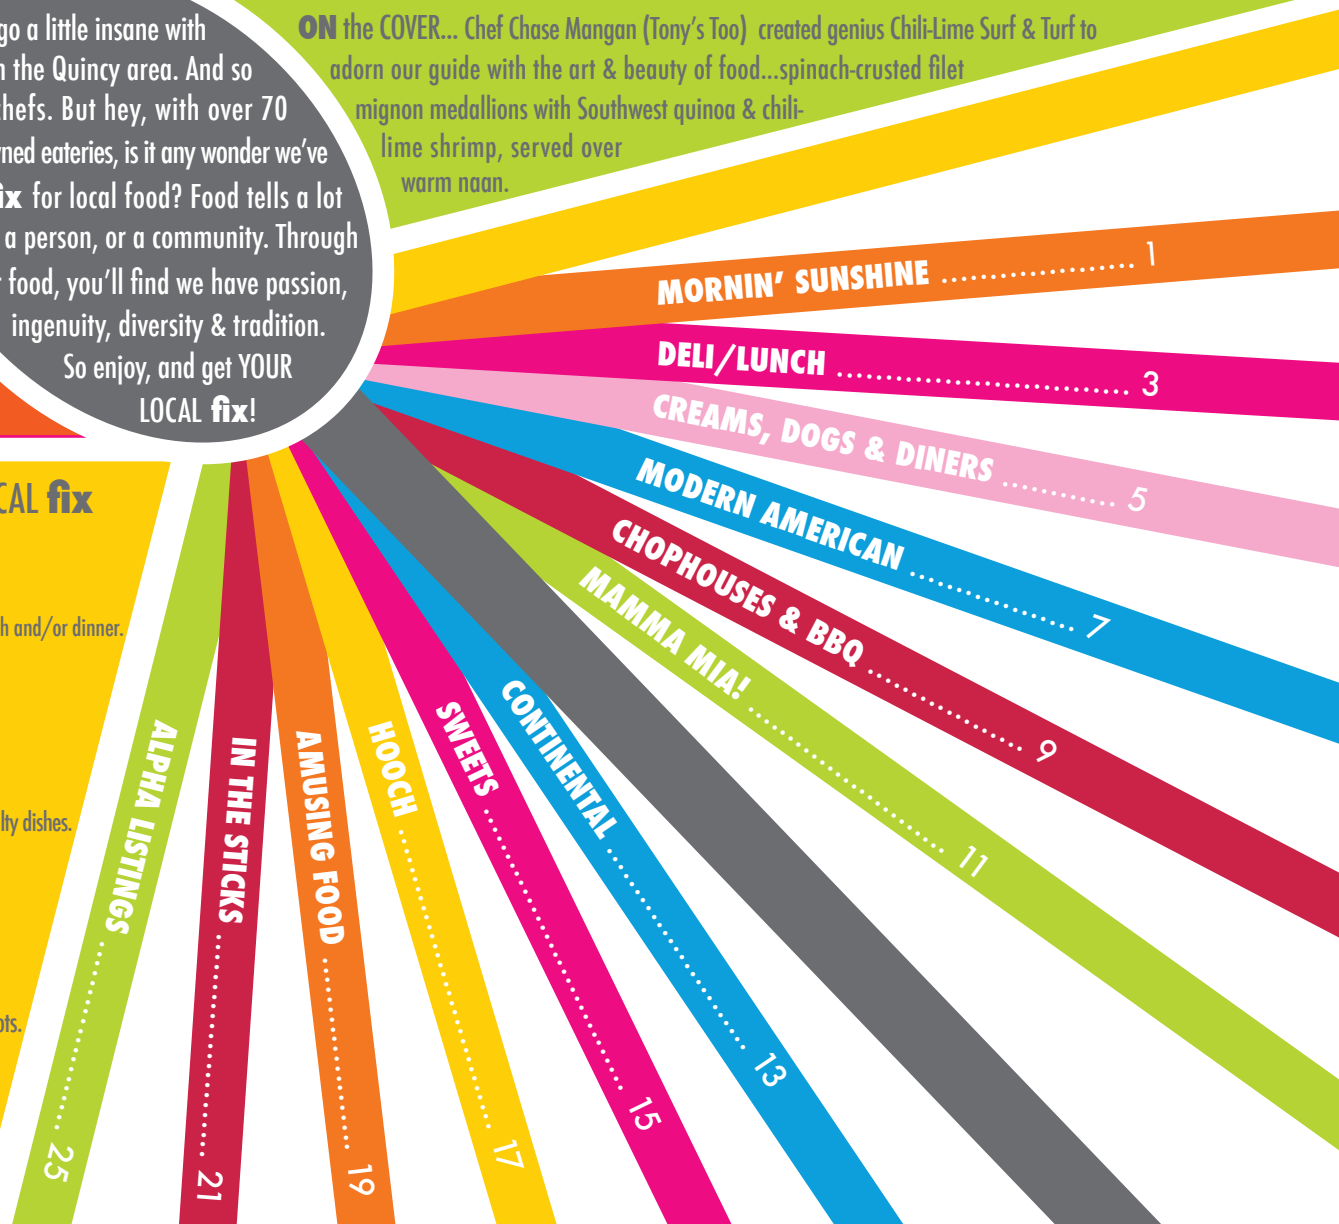 go a little insane with
the Quincy area. And so
chefs. But hey, with over 70
eateries, is it any wonder we've
for local food? Food tells a lot
a person, or a community. Through
food, you'll find we have passion,
ingenuity, diversity & tradition.
So enjoy, and get YOUR
LOCAL fix!
ON the COVER... Chef Chase Mangan (Tony's Too) created genius Chili-Lime Surf & Turf to
adorn our guide with the art & beauty of food...spinach-crusted filet
mignon medallions with Southwest quinoa & chili-
lime shrimp, served over
warm naan.
MORNIN' SUNSHINE .................... 1
DELI/LUNCH .............................. 3
CREAMS, DOGS & DINERS ............ 5
MODERN AMERICAN .................. 7
CHOPHOUSES & BBQ .................. 9
MAMMA MIA! ......................... 11
CONTINENTAL ......................... 13
SWEETS ................................ 15
HOOCH ................................ 17
AMUSING FOOD ..................... 19
IN THE STICKS ........................ 21
ALPHA LISTINGS ..................... 25
fix
and/or dinner.
dishes.